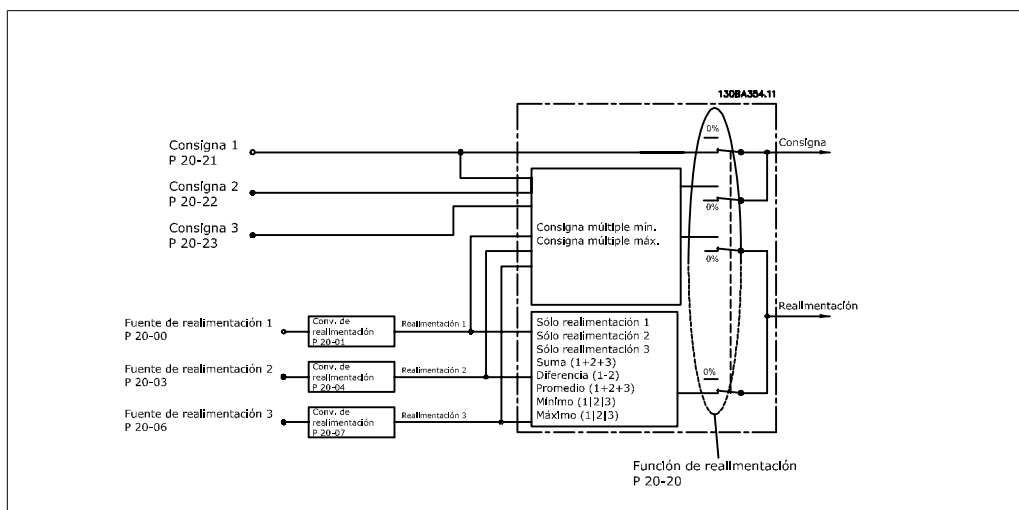 130BA354.11
Consigna 1
P 20-21
Consigna 2
P 20-22
Consigna 3
P 20-23
0%
Consigna
0%
0%
Consigna múltiple mín.
Consigna múltiple máx.
Realimentación
Fuente de realimentación 1
P 20-00
Conv. de
realimentación
P 20-01
Realimentación 1
Fuente de realimentación 2
P 20-03
Conv. de
realimentación
P 20-04
Realimentación 2
Fuente de realimentación 3
P 20-06
Conv. de
realimentación
P 20-07
Realimentación 3
Sólo realimentación 1
Sólo realimentación 2
Sólo realimentación 3
Suma (1+2+3)
Diferencia (1-2)
Promedio (1+2+3)
Mínimo (1|2|3)
Máximo (1|2|3)
0%
Función de realimentación
P 20-20